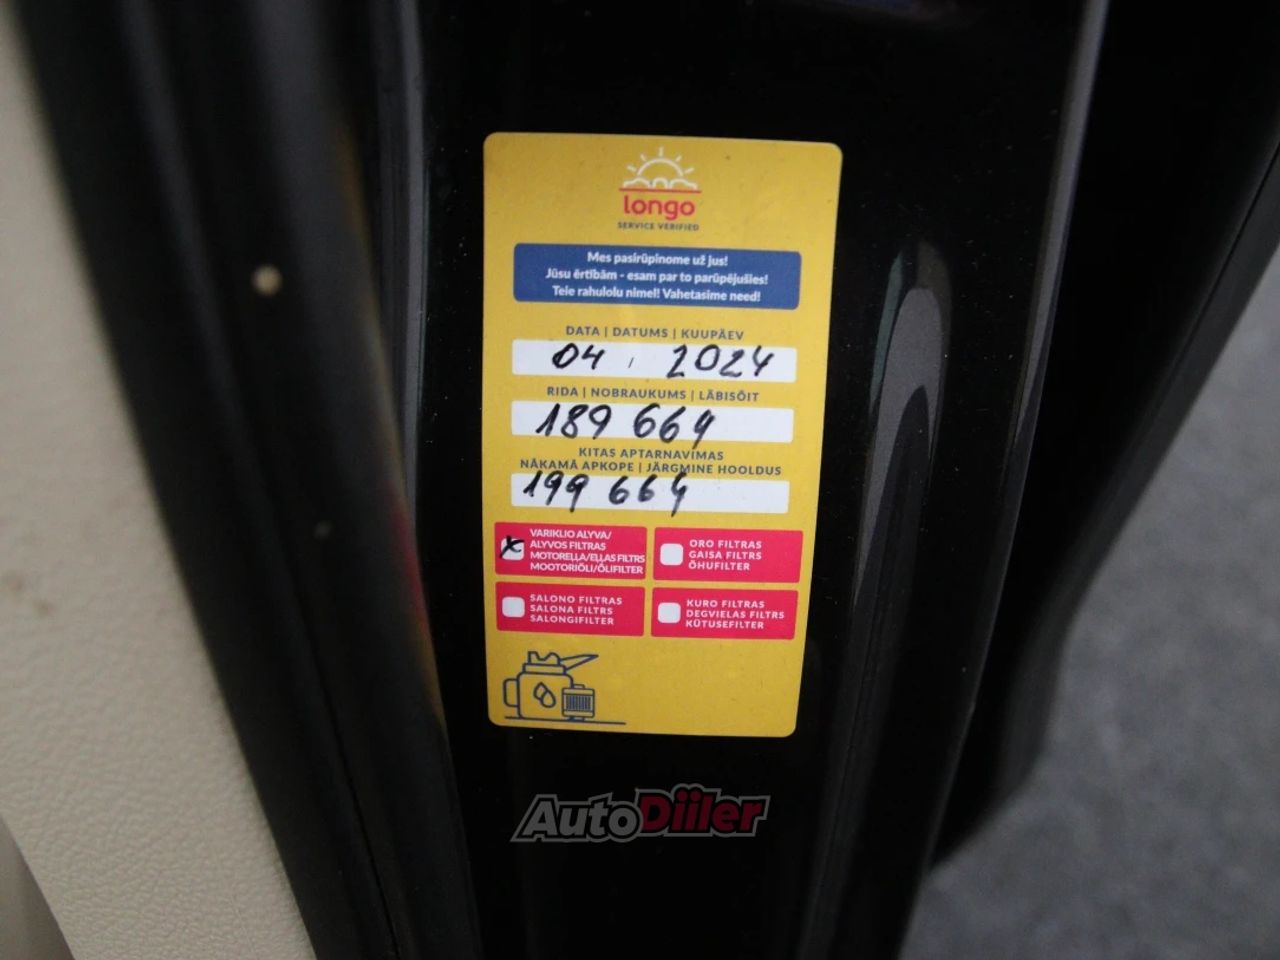 longo
SERVICE VERIFIED
Mes pasirūpinome už jus!
Jūsu ērtībām - esam par to parūpējušies!
Teie rahulolu nimel! Vahetasime need!
DATA | DATUMS | KUUPÄEV
04. 2024
RIDA | NOBRAUKUMS | LÄBISÕIT
189 664
KITAS APTARNAVIMAS
NĀKAMĀ APKOPE | JÄRGMINE HOOLDUS
199 664
x
VARIKLIO ALYVA/
ALYVOS FILTRAS
MOTOREĻĻA/EĻĻAS FILTRS
MOOTORIÕLI/ÕLIFILTER
ORO FILTRAS
GAISA FILTRS
ÕHUFILTER
SALONO FILTRAS
SALONA FILTRS
SALONGIFILTER
KURO FILTRAS
DEGVIELAS FILTRS
KÜTUSEFILTER
AutoDiiler